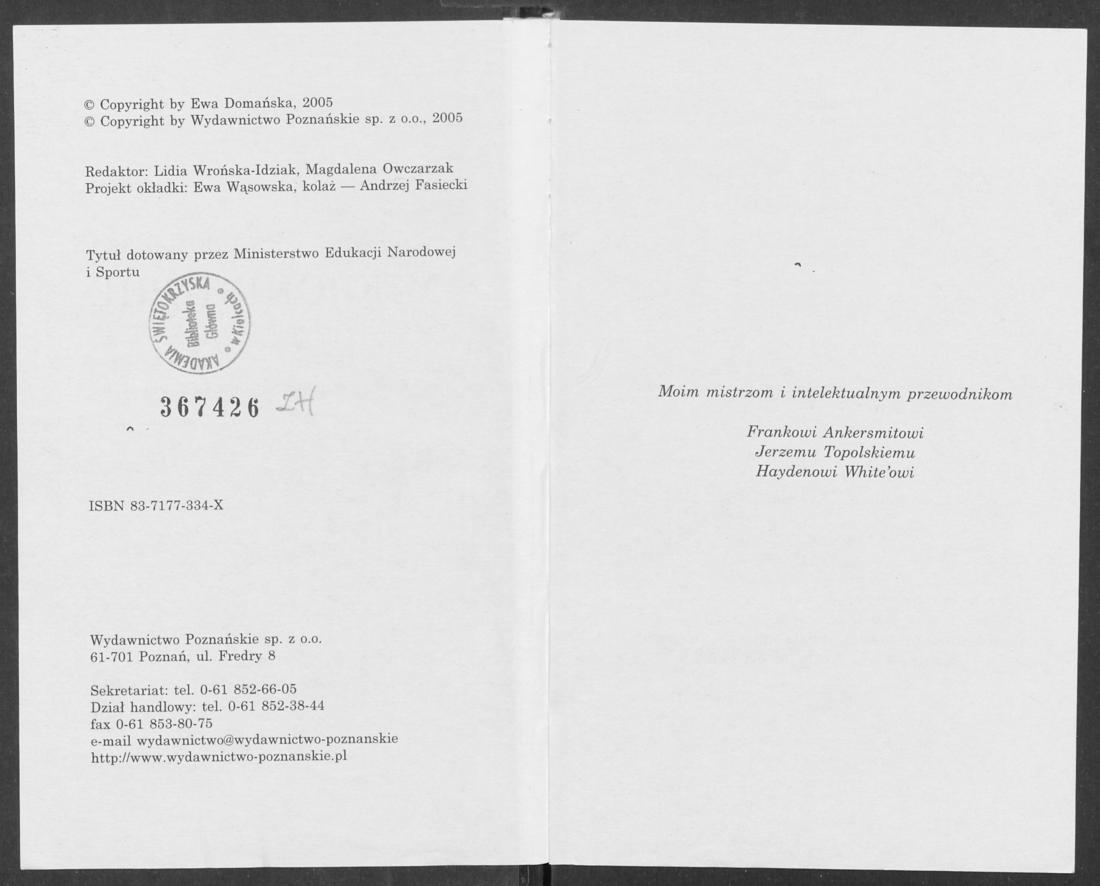 © Copyright by Ewa Domańska, 2005
© Copyright by Wydawnictwo Poznańskie sp. z o.o., 2005
Redaktor: Lidia Wrońska-Idziak, Magdalena Owczarzak
Projekt okładki: Ewa Wąsowska, kolaż — Andrzej Fasiecki
Tytuł dotowany przez Ministerstwo Edukacji Narodowej
i Sportu
AKADEMIA ŚWIĘTOKRZYSKA
w Kielcach
Biblioteka
Główna
367426 ZH
ISBN 83-7177-334-X
Wydawnictwo Poznańskie sp. z o.o.
61-701 Poznań, ul. Fredry 8
Sekretariat: tel. 0-61 852-66-05
Dział handlowy: tel. 0-61 852-38-44
fax 0-61 853-80-75
e-mail wydawnictwo@wydawnictwo-poznanskie
http://www.wydawnictwo-poznanskie.pl
Moim mistrzom i intelektualnym przewodnikom
Frankowi Ankersmitowi
Jerzemu Topolskiemu
Haydenowi White'owi